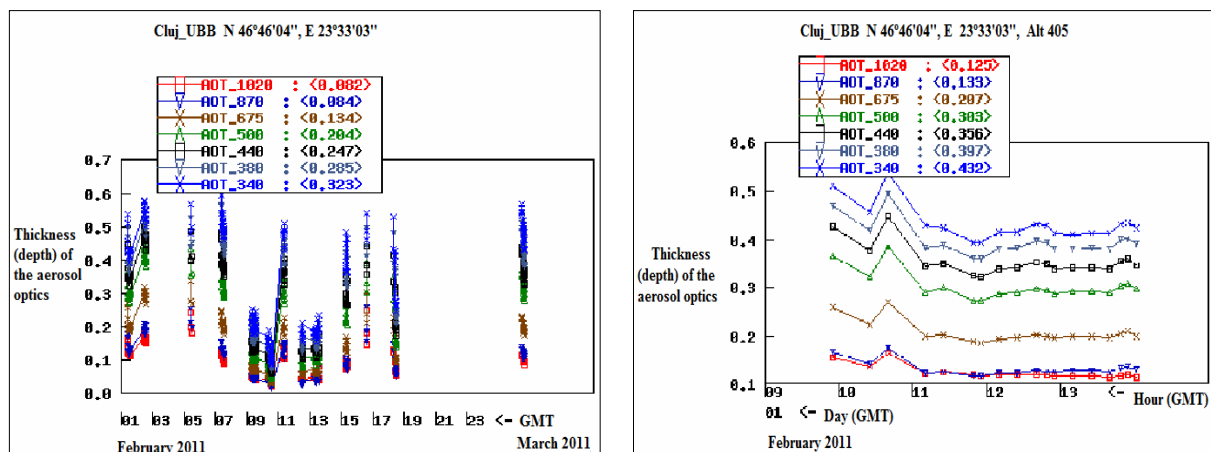 Cluj_UBB N 46°46'04", E 23°33'03"
AOT_1020 : <0.082>
AOT_870 : <0.084>
AOT_675 : <0.134>
AOT_500 : <0.204>
AOT_440 : <0.247>
AOT_380 : <0.285>
AOT_340 : <0.323>
0.7
0.6
0.5
0.4
0.3
0.2
0.1
0.0
Thickness
(depth) of
the aerosol
optics
01 03 05 07 09 11 13 15 17 19 21 23 <- GMT
February 2011 March 2011
Cluj_UBB N 46°46'04", E 23°33'03", Alt 405
AOT_1020 : <0.125>
AOT_870 : <0.133>
AOT_675 : <0.207>
AOT_500 : <0.303>
AOT_440 : <0.356>
AOT_380 : <0.397>
AOT_340 : <0.432>
0.6
0.5
0.4
0.3
0.2
0.1
Thickness
(depth) of the
aerosol optics
09 10 11 12 13 <- Hour (GMT)
01 <- Day (GMT)
February 2011